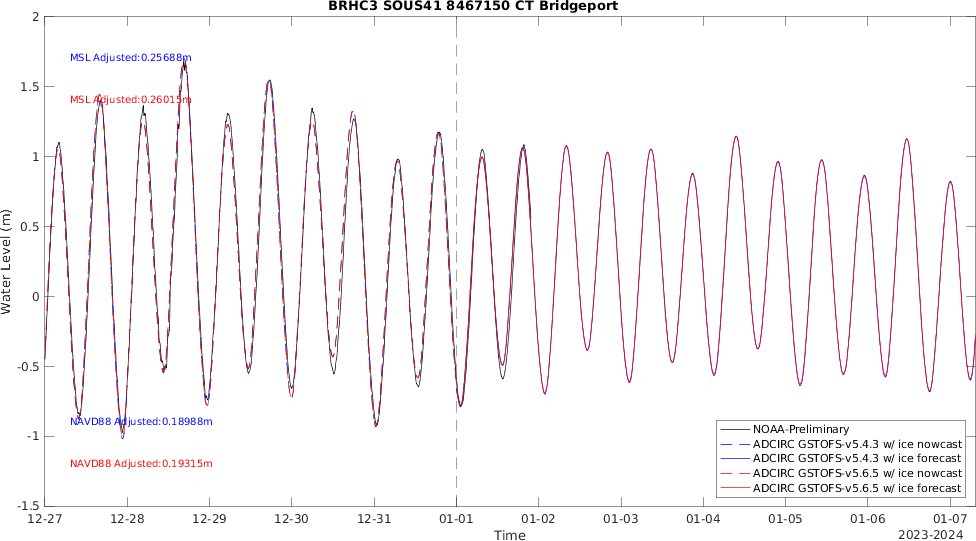 BRHC3 SOUS41 8467150 CT Bridgeport
2
1.5
1
0.5
0
-0.5
-1
-1.5
Water Level (m)
MSL Adjusted:0.25688m
MSL Adjusted:0.26015m
NAVD88 Adjusted:0.18988m
NAVD88 Adjusted:0.19315m
NOAA-Preliminary
ADCIRC GSTOFS-v5.4.3 w/ ice nowcast
ADCIRC GSTOFS-v5.4.3 w/ ice forecast
ADCIRC GSTOFS-v5.6.5 w/ ice nowcast
ADCIRC GSTOFS-v5.6.5 w/ ice forecast
12-27 12-28 12-29 12-30 12-31 01-01 01-02 01-03 01-04 01-05 01-06 01-07
Time
2023-2024